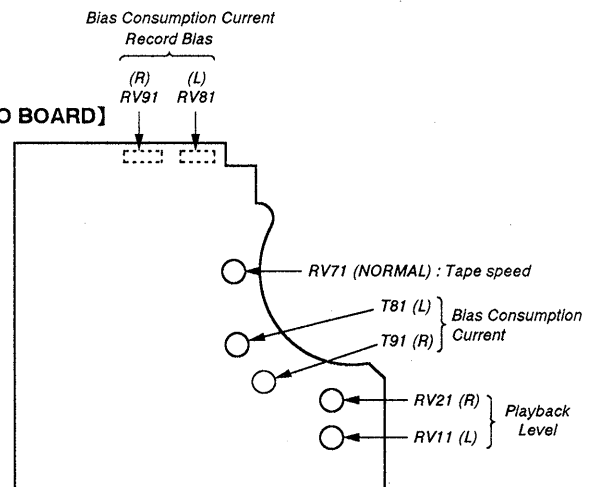 Bias Consumption Current
Record Bias
(R) (L)
RV91 RV81
O BOARD】
RV71 (NORMAL) : Tape speed
T81 (L)
T91 (R)
Bias Consumption
Current
RV21 (R)
RV11 (L)
Playback
Level